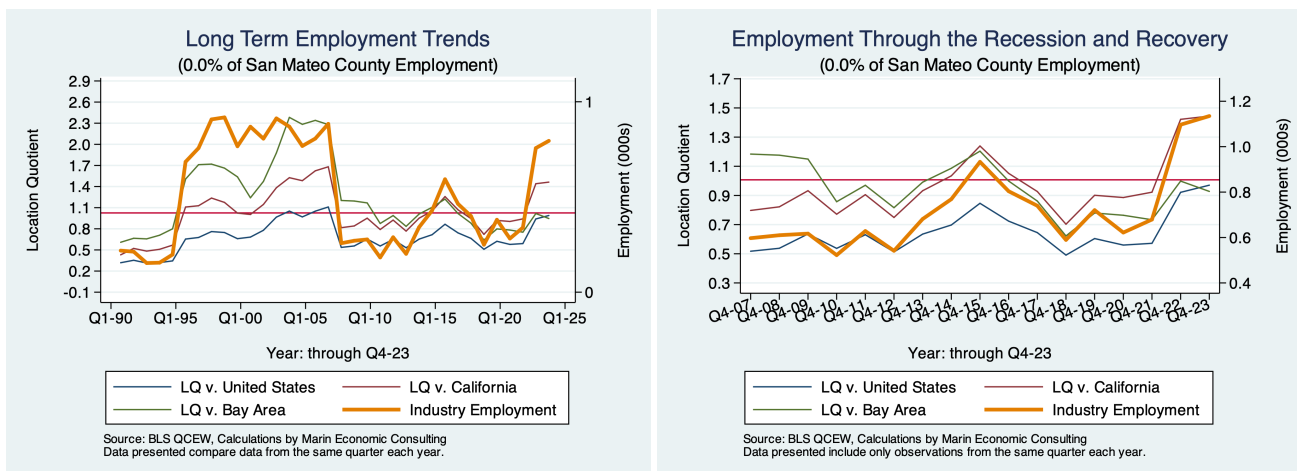 Long Term Employment Trends
(0.0% of San Mateo County Employment)
Location Quotient
2.9
2.6
2.3
2.0
1.7
1.4
1.1
0.8
0.5
0.2
-0.1
1
0
Employment (000s)
Q1-90 Q1-95 Q1-00 Q1-05 Q1-10 Q1-15 Q1-20 Q1-25
Year: through Q4-23
LQ v. United States LQ v. California
LQ v. Bay Area Industry Employment
Source: BLS QCEW, Calculations by Marin Economic Consulting
Data presented compare data from the same quarter each year.
Employment Through the Recession and Recovery
(0.0% of San Mateo County Employment)
Location Quotient
1.7
1.5
1.3
1.1
0.9
0.7
0.5
0.3
1.2
1.0
0.8
0.6
0.4
Employment (000s)
Q4-07 Q4-08 Q4-09 Q4-10 Q4-11 Q4-12 Q4-13 Q4-14 Q4-15 Q4-16 Q4-17 Q4-18 Q4-19 Q4-20 Q4-21 Q4-22 Q4-23
Year: through Q4-23
LQ v. United States LQ v. California
LQ v. Bay Area Industry Employment
Source: BLS QCEW, Calculations by Marin Economic Consulting
Data presented include only observations from the same quarter each year.